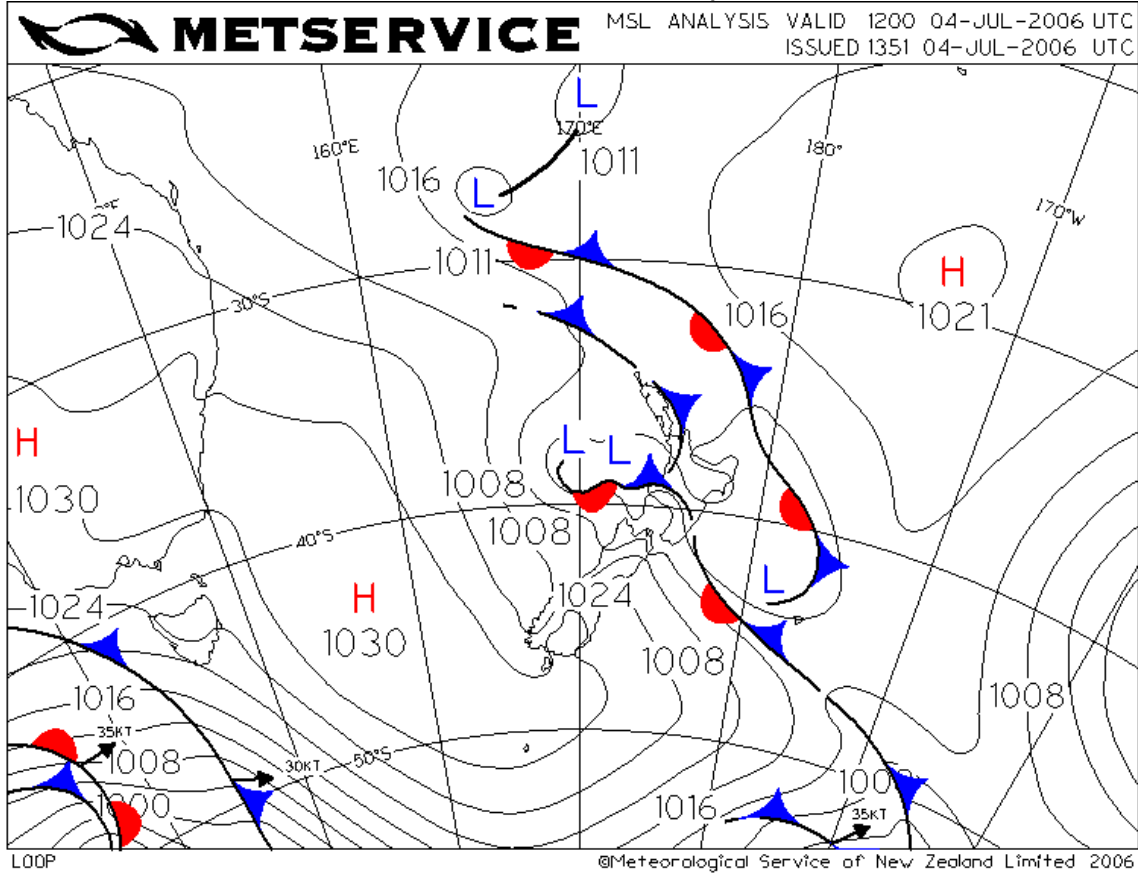 METSERVICE
MSL ANALYSIS VALID 1200 04-JUL-2006 UTC
ISSUED 1351 04-JUL-2006 UTC
L
170°E
160°E
1011
180°
1016
L
170°W
1024
1011
H
30°S
1016
1021
H
L
L
1008
1030
1008
40°S
L
H
1024
1024
1030
1008
1016
1008
35KT
50°S
1008
30KT
1000
1016
35KT
LOOP
©Meteorological Service of New Zealand Limited 2006